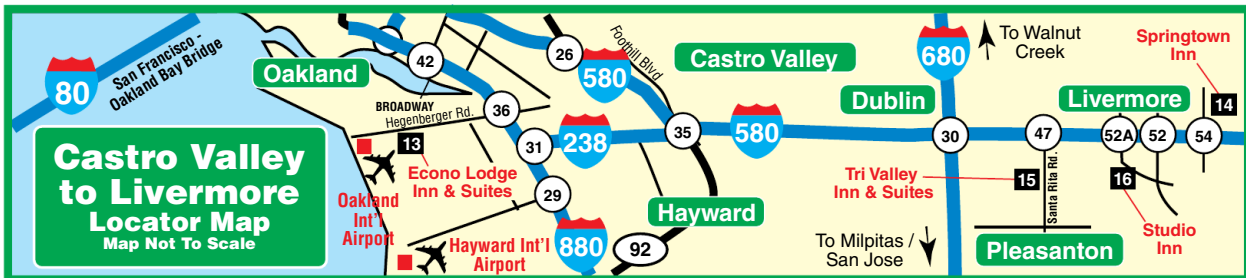 80
San Francisco -
Oakland Bay Bridge
Oakland
42
26
580
Foothill Blvd
Castro Valley
680
To Walnut
Creek
Springtown
Inn
14
BROADWAY
Hegenberger Rd.
36
13
Econo Lodge
Inn & Suites
31
238
35
580
Dublin
30
47
Livermore
52A
52
54
Castro Valley
to Livermore
Locator Map
Map Not To Scale
Oakland
Int'l
Airport
29
Hayward
Tri Valley
Inn & Suites
15
Santa Rita Rd.
16
Studio
Inn
Hayward Int'l
Airport
880
92
To Milpitas /
San Jose
Pleasanton